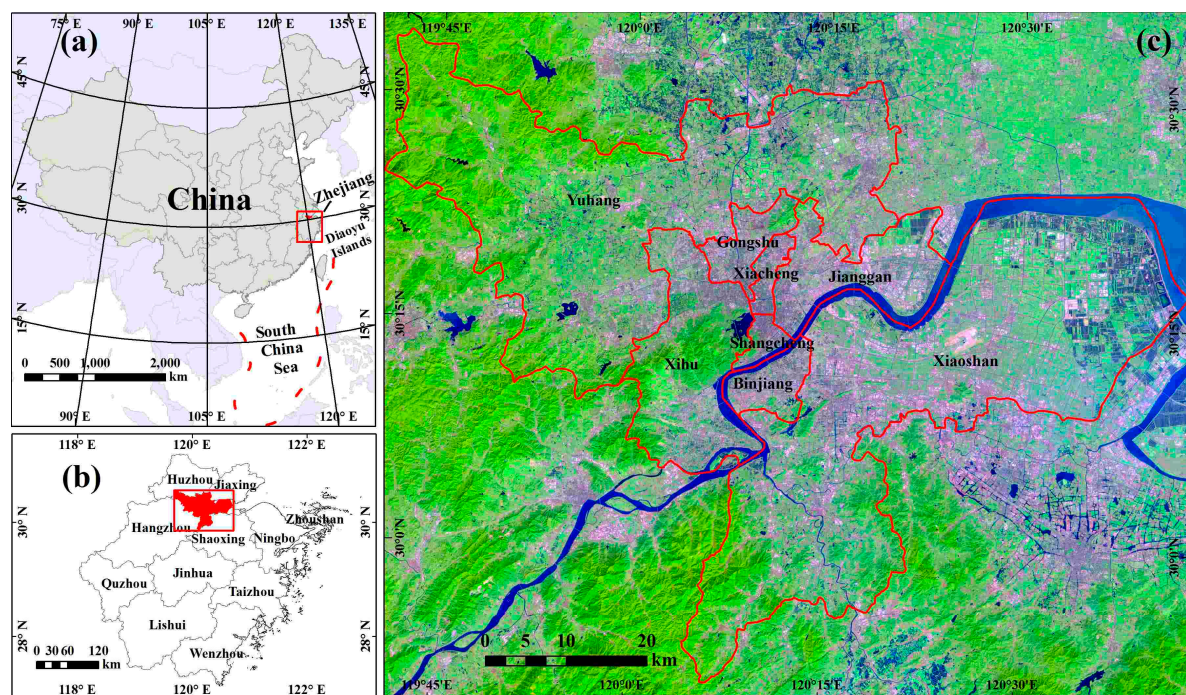 (a)
75° E 90° E 105° E 120° E 135° E
45° N
45° N
China
Zhejiang
30° N
30° N
Diaoyu
Islands
15° N
15° N
South
China
Sea
0 500 1,000 2,000
km
90° E 105° E 120° E
(b)
118° E 120° E 122° E
Huzhou
Jiaxing
30° N
30° N
Hangzhou
Zhoushan
Shaoxing
Ningbo
Jinhua
Quzhou
Taizhou
Lishui
28° N
28° N
Wenzhou
0 30 60 120
km
118° E 120° E 122° E
(c)
119°45'E 120°0'E 120°15'E 120°30'E
30°30'N
30°30'N
Yuhang
Gongshu
Xiacheng
Jianggan
30°15'N
30°15'N
Shangcheng
Xihu
Xiaoshan
Binjiang
30°0'N
30°0'N
0 5 10 20
km
119°45'E 120°0'E 120°15'E 120°30'E